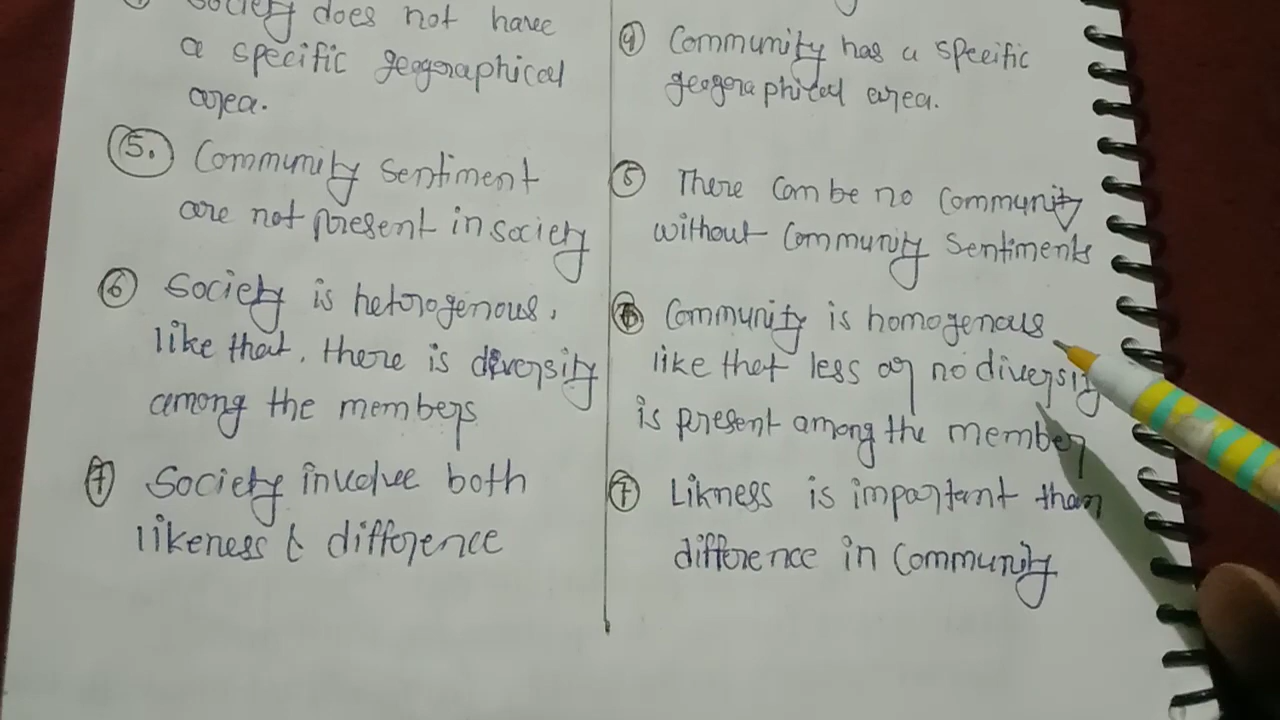 Society does not have
a specific geographical
area.
5. Community sentiment
are not present in society
6 Society is heterogenous,
like that, there is diversity
among the members
7 Society involve both
likeness & difference
4 Community has a specific
geographical area.
5 There can be no community
without community sentiments
6 Community is homogenous
like that less or no diversity
is present among the member
7 Likness is important than
difference in community